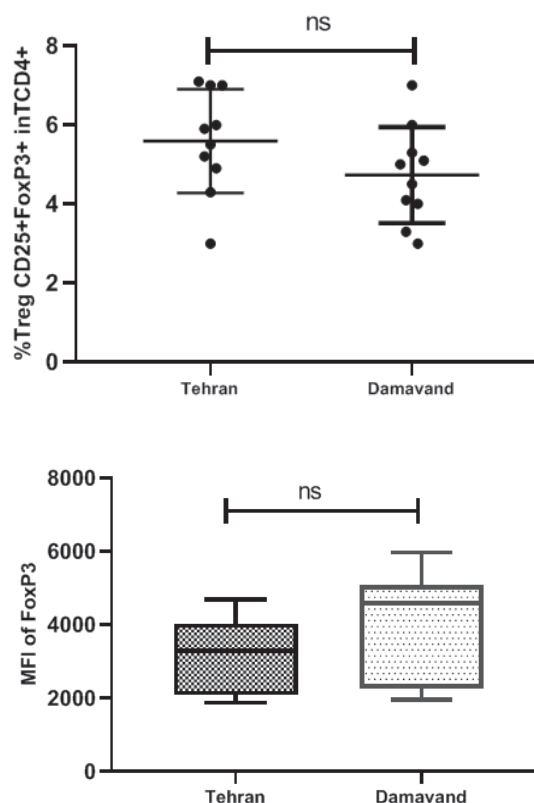 ns
%Treg CD25+FoxP3+ inTCD4+
8
6
4
2
0
Tehran
Damavand
ns
MFI of FoxP3
8000
6000
4000
2000
0
Tehran
Damavand